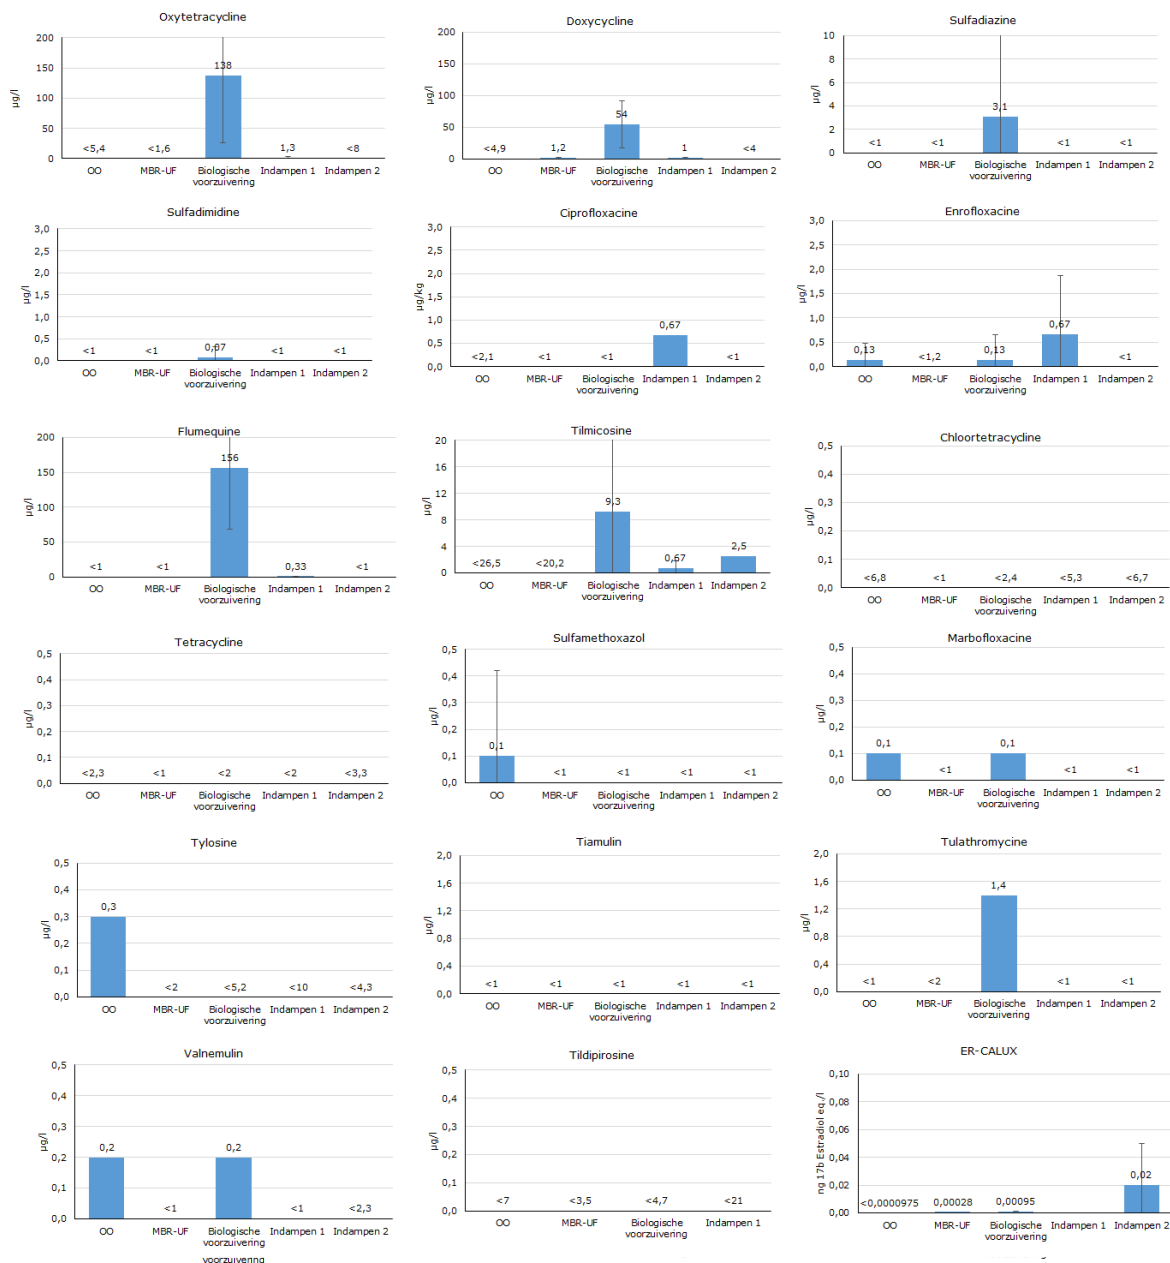 Oxytetracycline
200
150
100
50
0
µg/l
<5,4
<1,6
138
1,3
<8
OO
MBR-UF
Biologische
voorzuivering
Indampen 1
Indampen 2
Doxycycline
200
150
100
50
0
µg/l
<4,9
1,2
54
1
<4
OO
MBR-UF
Biologische
voorzuivering
Indampen 1
Indampen 2
Sulfadiazine
10
8
6
4
2
0
µg/l
<1
<1
3,1
<1
<1
OO
MBR-UF
Biologische
voorzuivering
Indampen 1
Indampen 2
Sulfadimidine
3,0
2,5
2,0
1,5
1,0
0,5
0,0
µg/l
<1
<1
0,07
<1
<1
OO
MBR-UF
Biologische
voorzuivering
Indampen 1
Indampen 2
Ciprofloxacine
3,0
2,5
2,0
1,5
1,0
0,5
0,0
µg/kg
<2,1
<1
<1
0,67
<1
OO
MBR-UF
Biologische
voorzuivering
Indampen 1
Indampen 2
Enrofloxacine
3,0
2,5
2,0
1,5
1,0
0,5
0,0
µg/l
0,13
<1,2
0,13
0,67
<1
OO
MBR-UF
Biologische
voorzuivering
Indampen 1
Indampen 2
Flumequine
200
150
100
50
0
µg/l
<1
<1
156
0,33
<1
OO
MBR-UF
Biologische
voorzuivering
Indampen 1
Indampen 2
Tilmicosine
20
16
12
8
4
0
µg/l
<26,5
<20,2
9,3
0,67
2,5
OO
MBR-UF
Biologische
voorzuivering
Indampen 1
Indampen 2
Chloortetracycline
0,5
0,4
0,3
0,2
0,1
0,0
µg/l
<6,8
<1
<2,4
<5,3
<6,7
OO
MBR-UF
Biologische
voorzuivering
Indampen 1
Indampen 2
Tetracycline
0,5
0,4
0,3
0,2
0,1
0,0
µg/l
<2,3
<1
<2
<2
<3,3
OO
MBR-UF
Biologische
voorzuivering
Indampen 1
Indampen 2
Sulfamethoxazol
0,5
0,4
0,3
0,2
0,1
0,0
µg/l
0,1
<1
<1
<1
<1
OO
MBR-UF
Biologische
voorzuivering
Indampen 1
Indampen 2
Marbofloxacine
0,5
0,4
0,3
0,2
0,1
0,0
µg/l
0,1
<1
0,1
<1
<1
OO
MBR-UF
Biologische
voorzuivering
Indampen 1
Indampen 2
Tylosine
0,5
0,4
0,3
0,2
0,1
0,0
µg/l
0,3
<2
<5,2
<10
<4,3
OO
MBR-UF
Biologische
voorzuivering
Indampen 1
Indampen 2
Tiamulin
2,0
1,6
1,2
0,8
0,4
0,0
µg/l
<1
<1
<1
<1
<1
OO
MBR-UF
Biologische
voorzuivering
Indampen 1
Indampen 2
Tulathromycine
2,0
1,6
1,2
0,8
0,4
0,0
µg/l
<1
<2
1,4
<1
<1
OO
MBR-UF
Biologische
voorzuivering
Indampen 1
Indampen 2
Valnemulin
0,5
0,4
0,3
0,2
0,1
0,0
µg/l
0,2
<1
0,2
<1
<2,3
OO
MBR-UF
Biologische
voorzuivering
Indampen 1
Indampen 2
voorzuivering
Tildipirosine
0,5
0,4
0,3
0,2
0,1
0,0
µg/l
<7
<3,5
<4,7
<21
OO
MBR-UF
Biologische
voorzuivering
Indampen 1
ER-CALUX
0,10
0,08
0,06
0,04
0,02
0,00
ng 17b Estradiol eq./l
<0,0000975
0,00028
0,00095
0,02
OO
MBR-UF
Biologische
voorzuivering
Indampen 1
Indampen 2